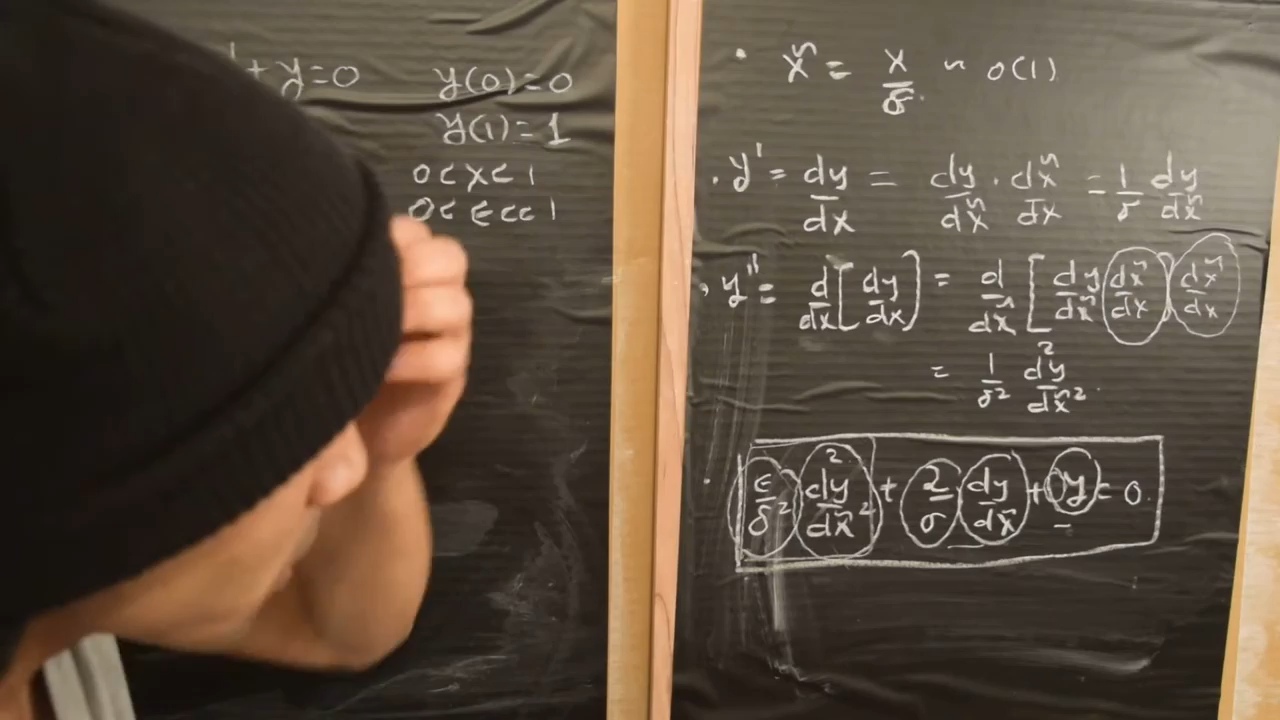 ' + y = 0
y(0) = 0
y(1) = 1
0 < x < 1
0 < ε << 1
• x̃ = x/δ ~ O(1)
• y' = dy/dx = dy/dx̃ · dx̃/dx = 1/δ dy/dx̃
• y'' = d/dx [dy/dx] = d/dx̃ [dy/dx̃ dx̃/dx] dx̃/dx
= 1/δ² d²y/dx̃²
• ε/δ² d²y/dx̃² + 2/δ dy/dx̃ + y = 0